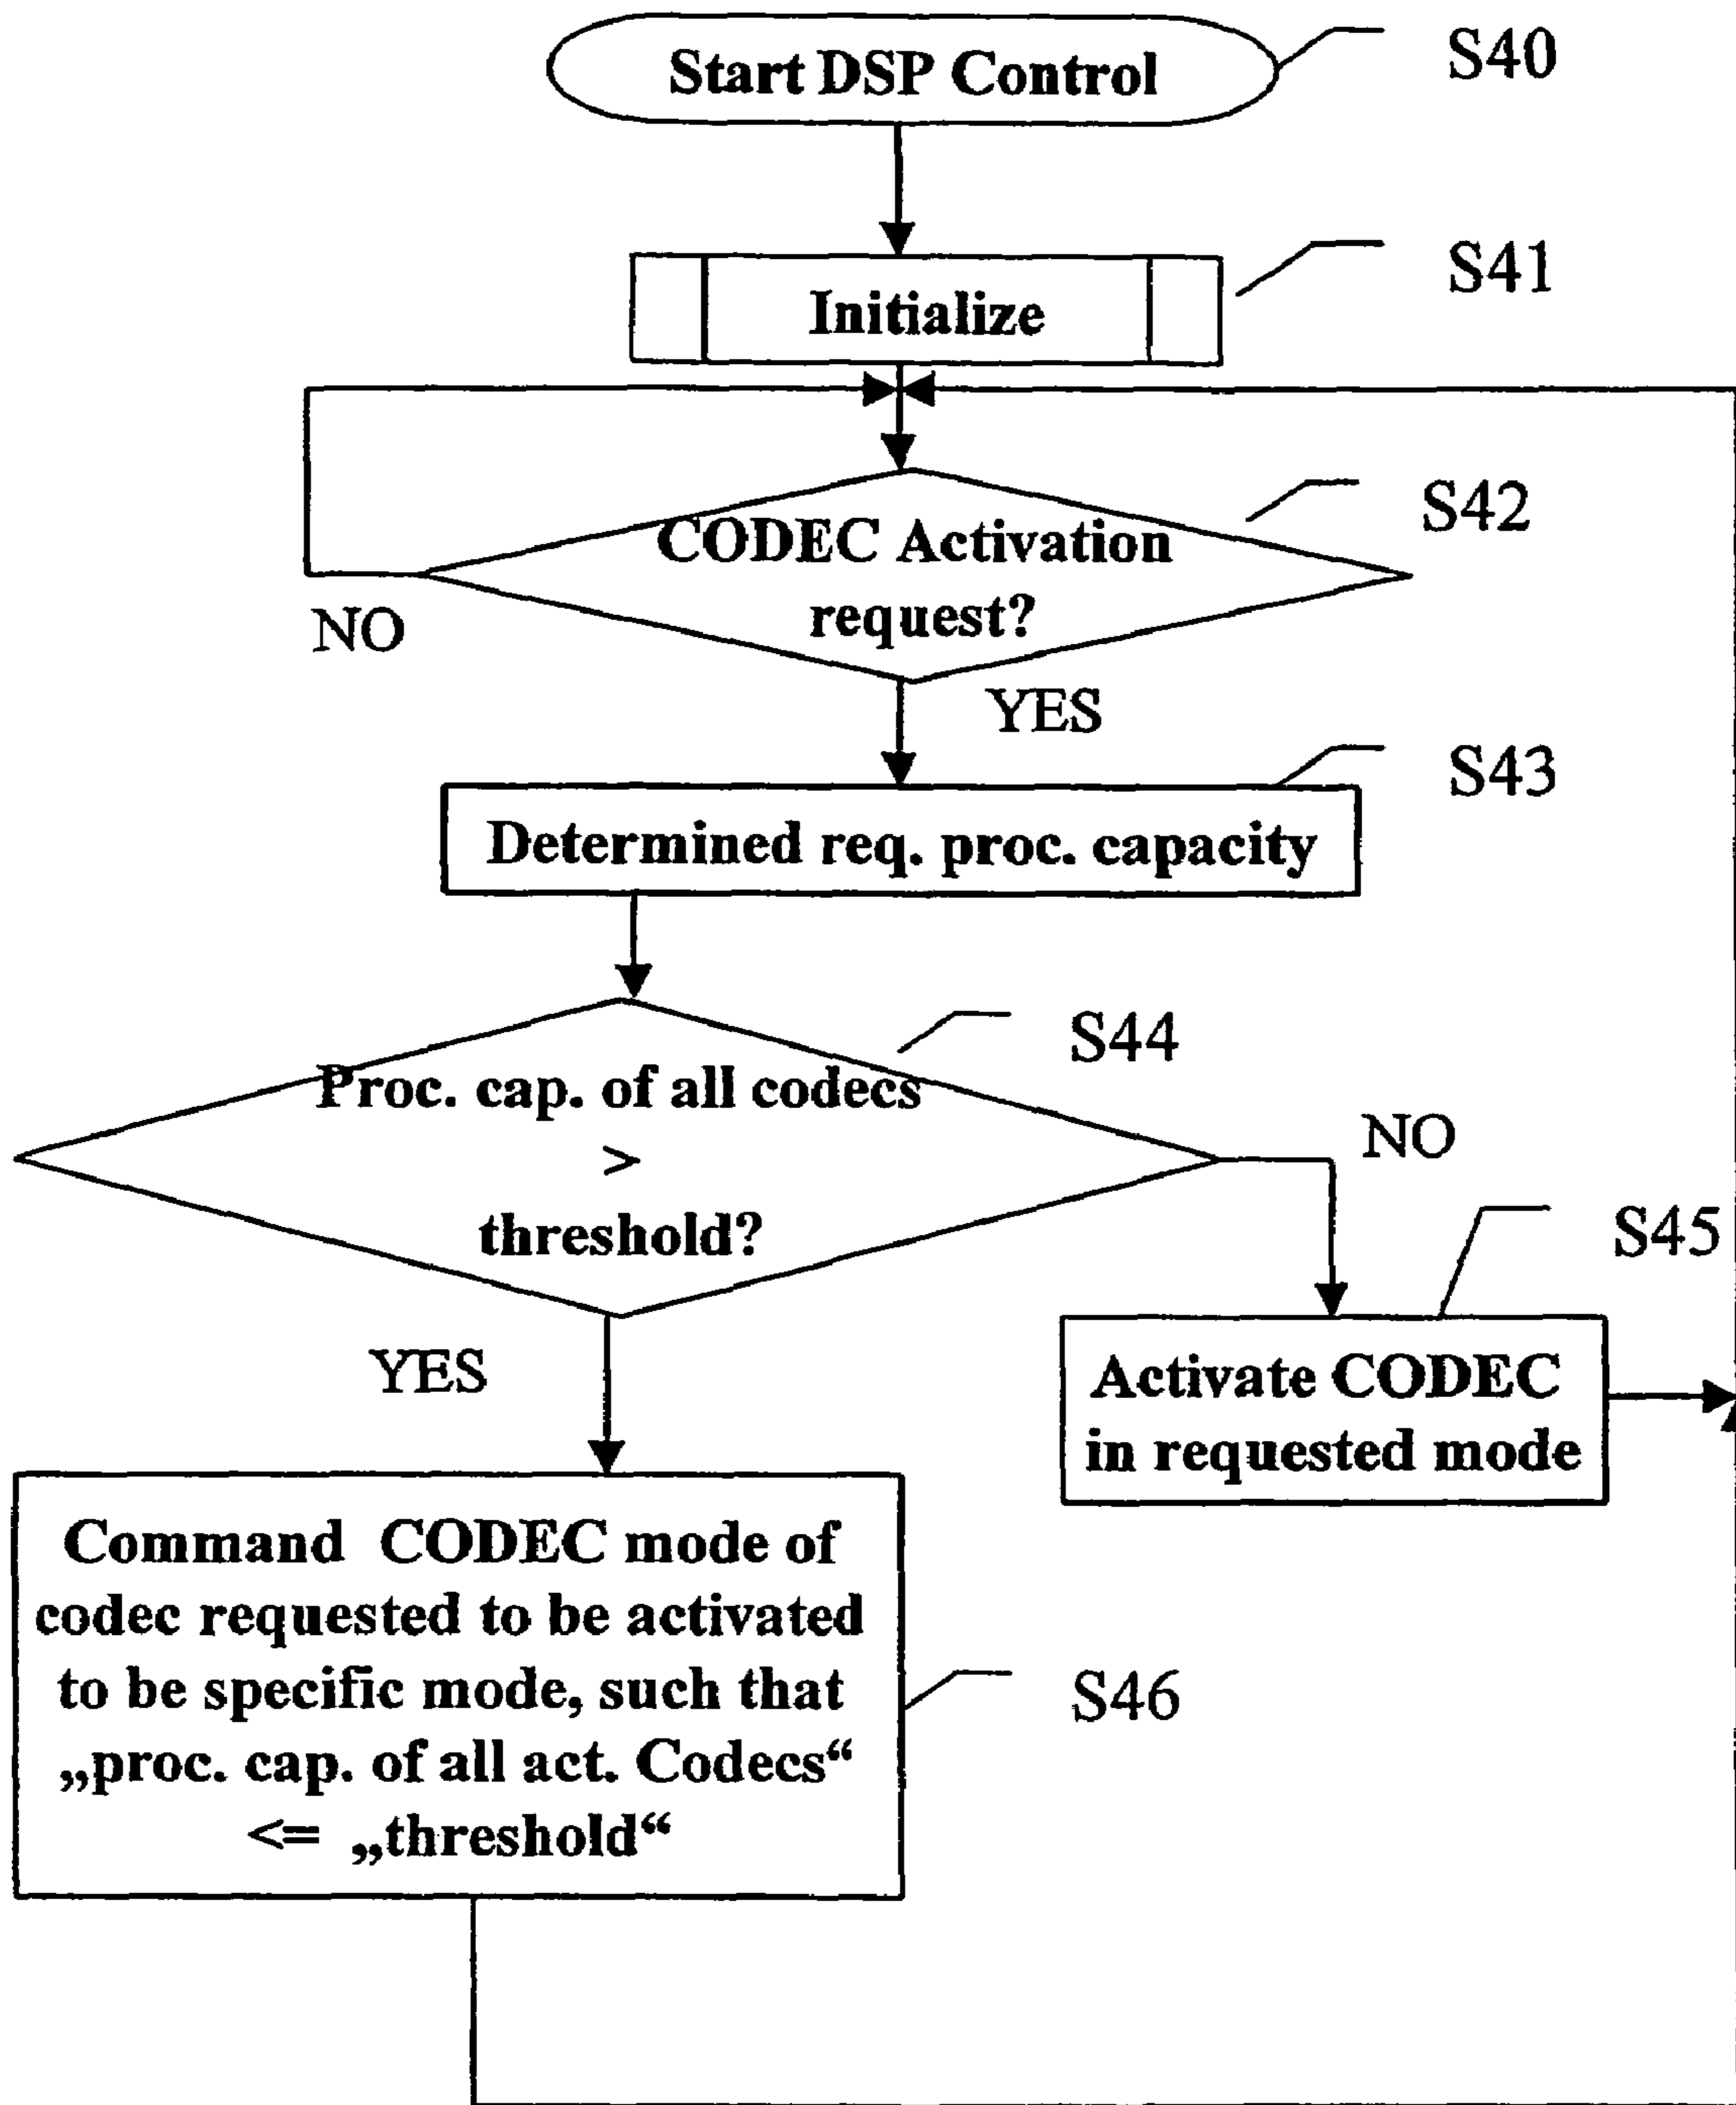 Start DSP Control
S40
Initialize
S41
CODEC Activation
request?
S42
NO
YES
Determined req. proc. capacity
S43
Proc. cap. of all codecs
>
threshold?
S44
NO
YES
Activate CODEC
in requested mode
S45
Command CODEC mode of
codec requested to be activated
to be specific mode, such that
„proc. cap. of all act. Codecs“
<= „threshold“
S46